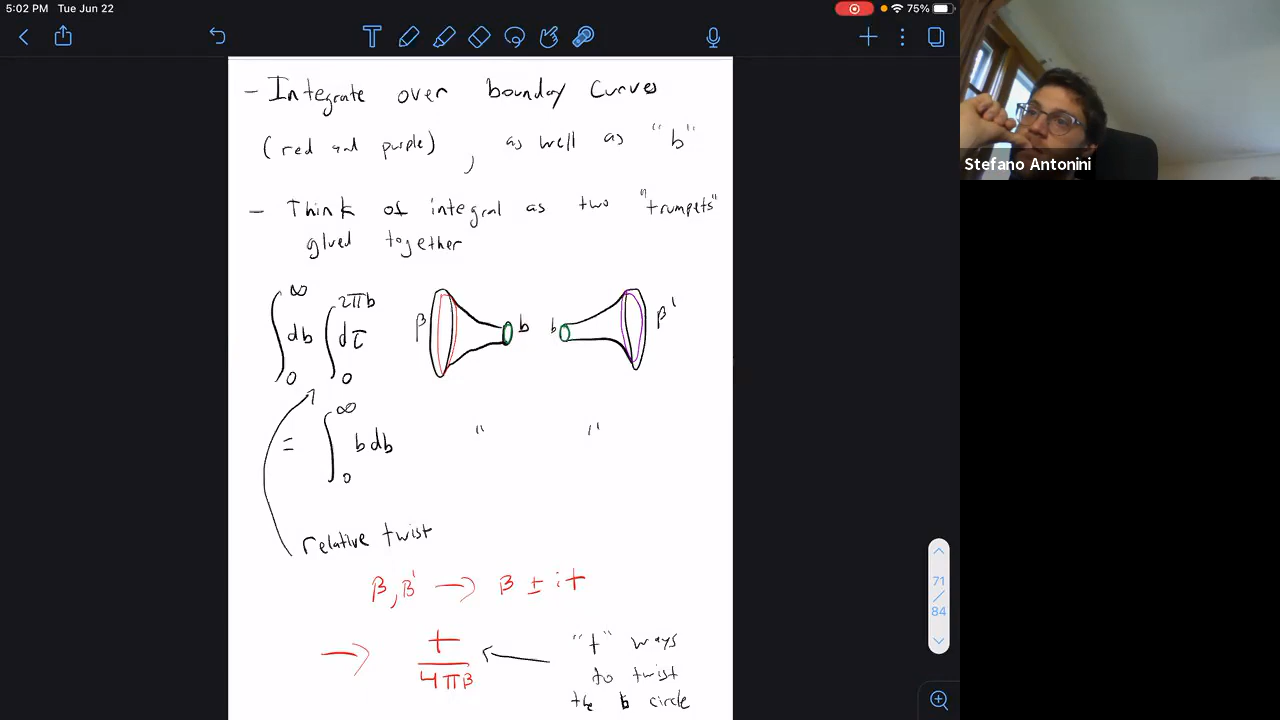 5:02 PM Tue Jun 22
75%
- Integrate over boundary Curves
(red and purple), as well as "b"
- Think of integral as two "trumpets"
glued together
∫₀^∞ db ∫₀^{2πb} dτ β b b β'
= ∫₀^∞ b db " "
relative twist
β, β' → β ± it
→ t/4πβ
"t" ways
to twist
the b circle
71
/
84
Stefano Antonini